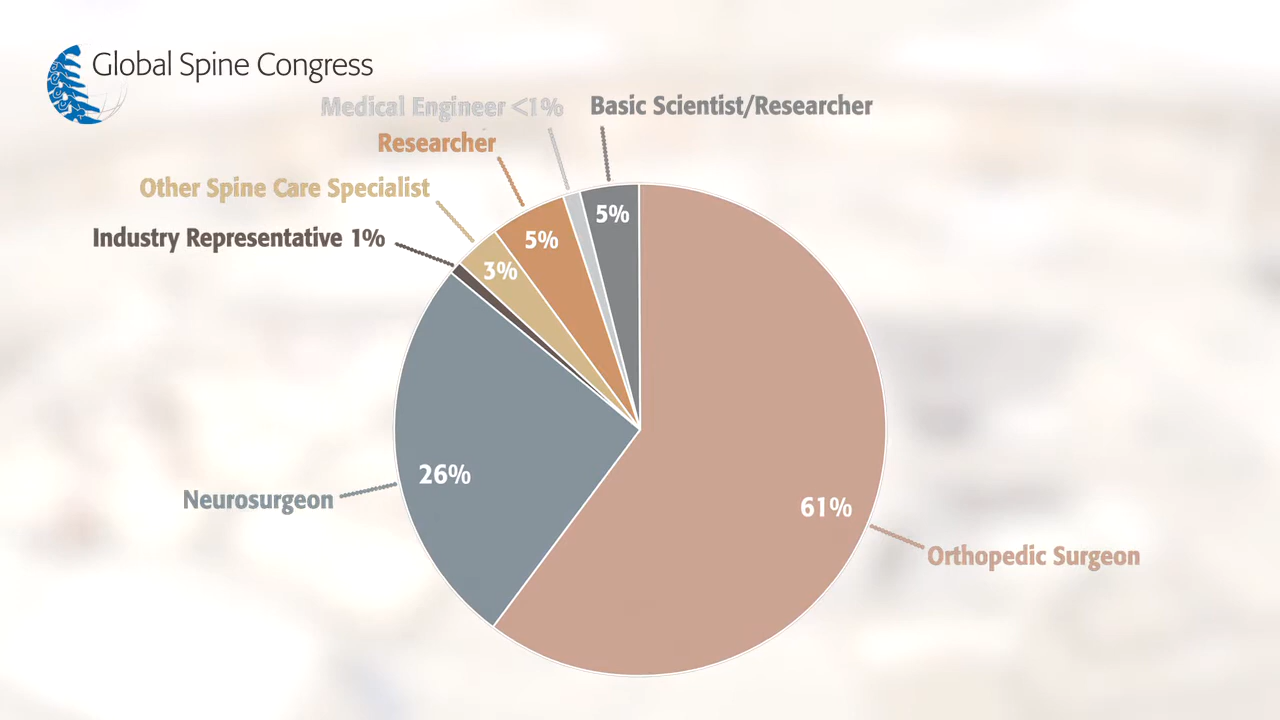 Global Spine Congress
Medical Engineer <1%
Basic Scientist/Researcher
Researcher
Other Spine Care Specialist
Industry Representative 1%
5%
5%
3%
26%
Neurosurgeon
61%
Orthopedic Surgeon